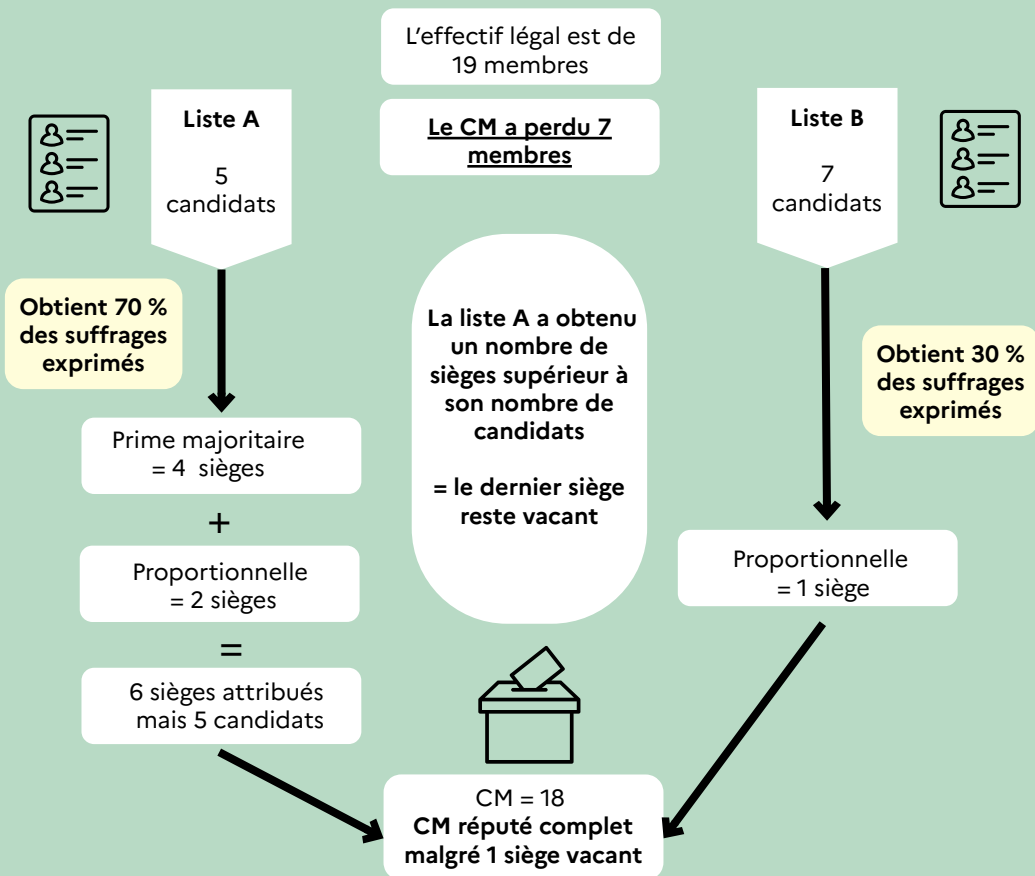 L'effectif légal est de
19 membres
Le CM a perdu 7
membres
Liste A
5
candidats
Liste B
7
candidats
Obtient 70 %
des suffrages
exprimés
La liste A a obtenu
un nombre de
sièges supérieur à
son nombre de
candidats
= le dernier siège
reste vacant
Obtient 30 %
des suffrages
exprimés
Prime majoritaire
= 4 sièges
+
Proportionnelle
= 2 sièges
=
6 sièges attribués
mais 5 candidats
Proportionnelle
= 1 siège
CM = 18
CM réputé complet
malgré 1 siège vacant